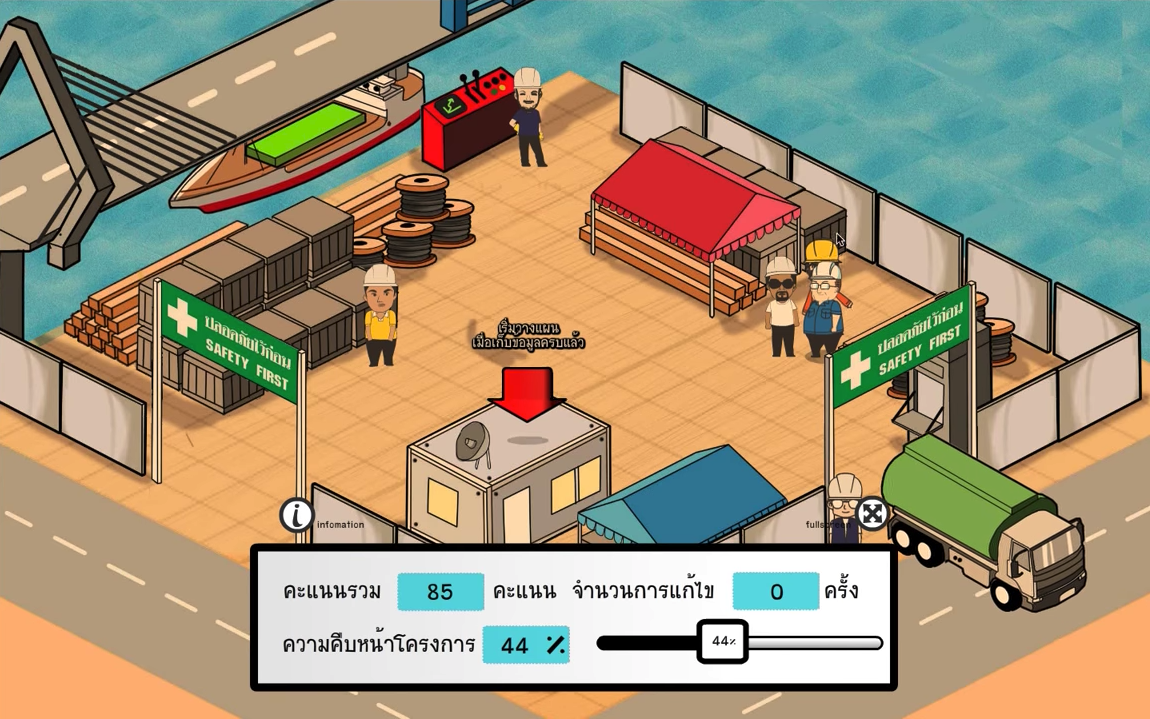 ปลอดภัยไว้ก่อน
SAFETY FIRST
เริ่มวางแผน
เมื่อเก็บข้อมูลครบแล้ว
ปลอดภัยไว้ก่อน
SAFETY FIRST
i
infomation
คะแนนรวม 85 คะแนน จำนวนการแก้ไข 0 ครั้ง
ความคืบหน้าโครงการ 44 % 44%